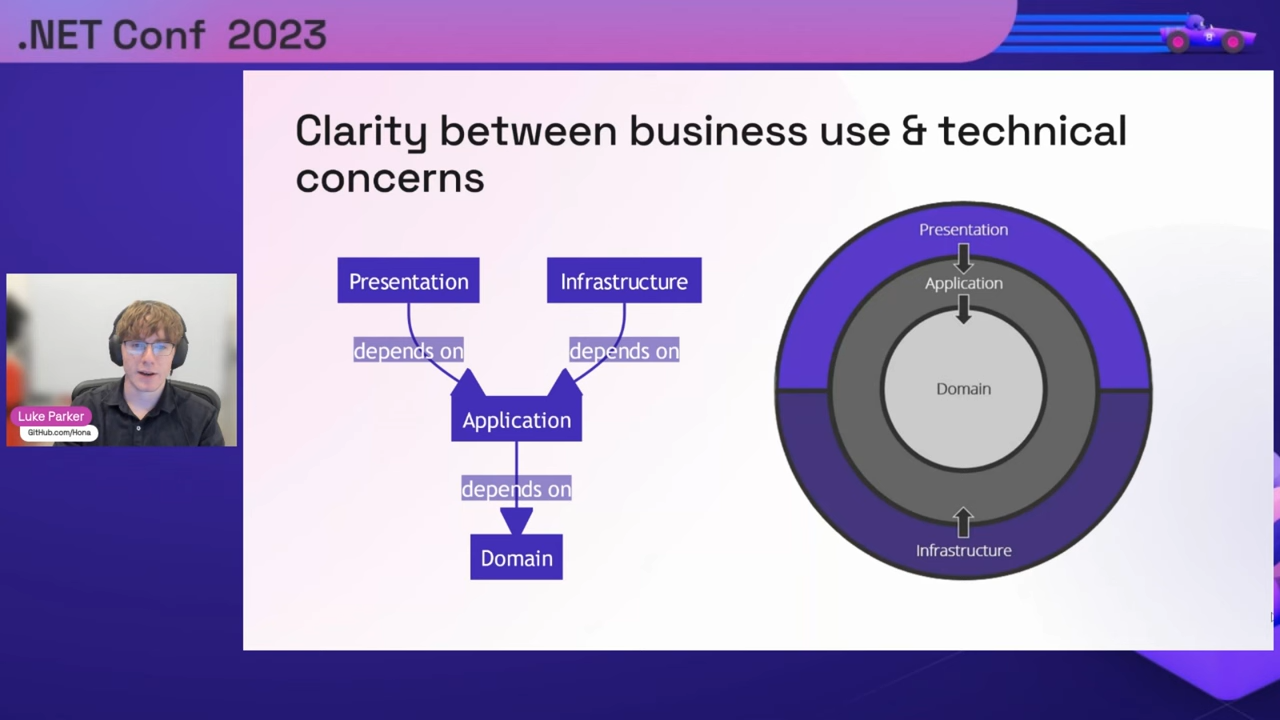 .NET Conf 2023
Clarity between business use & technical
concerns
Presentation
Infrastructure
depends on
depends on
Application
depends on
Domain
Presentation
Application
Domain
Infrastructure
Luke Parker
GitHub.com/Hona